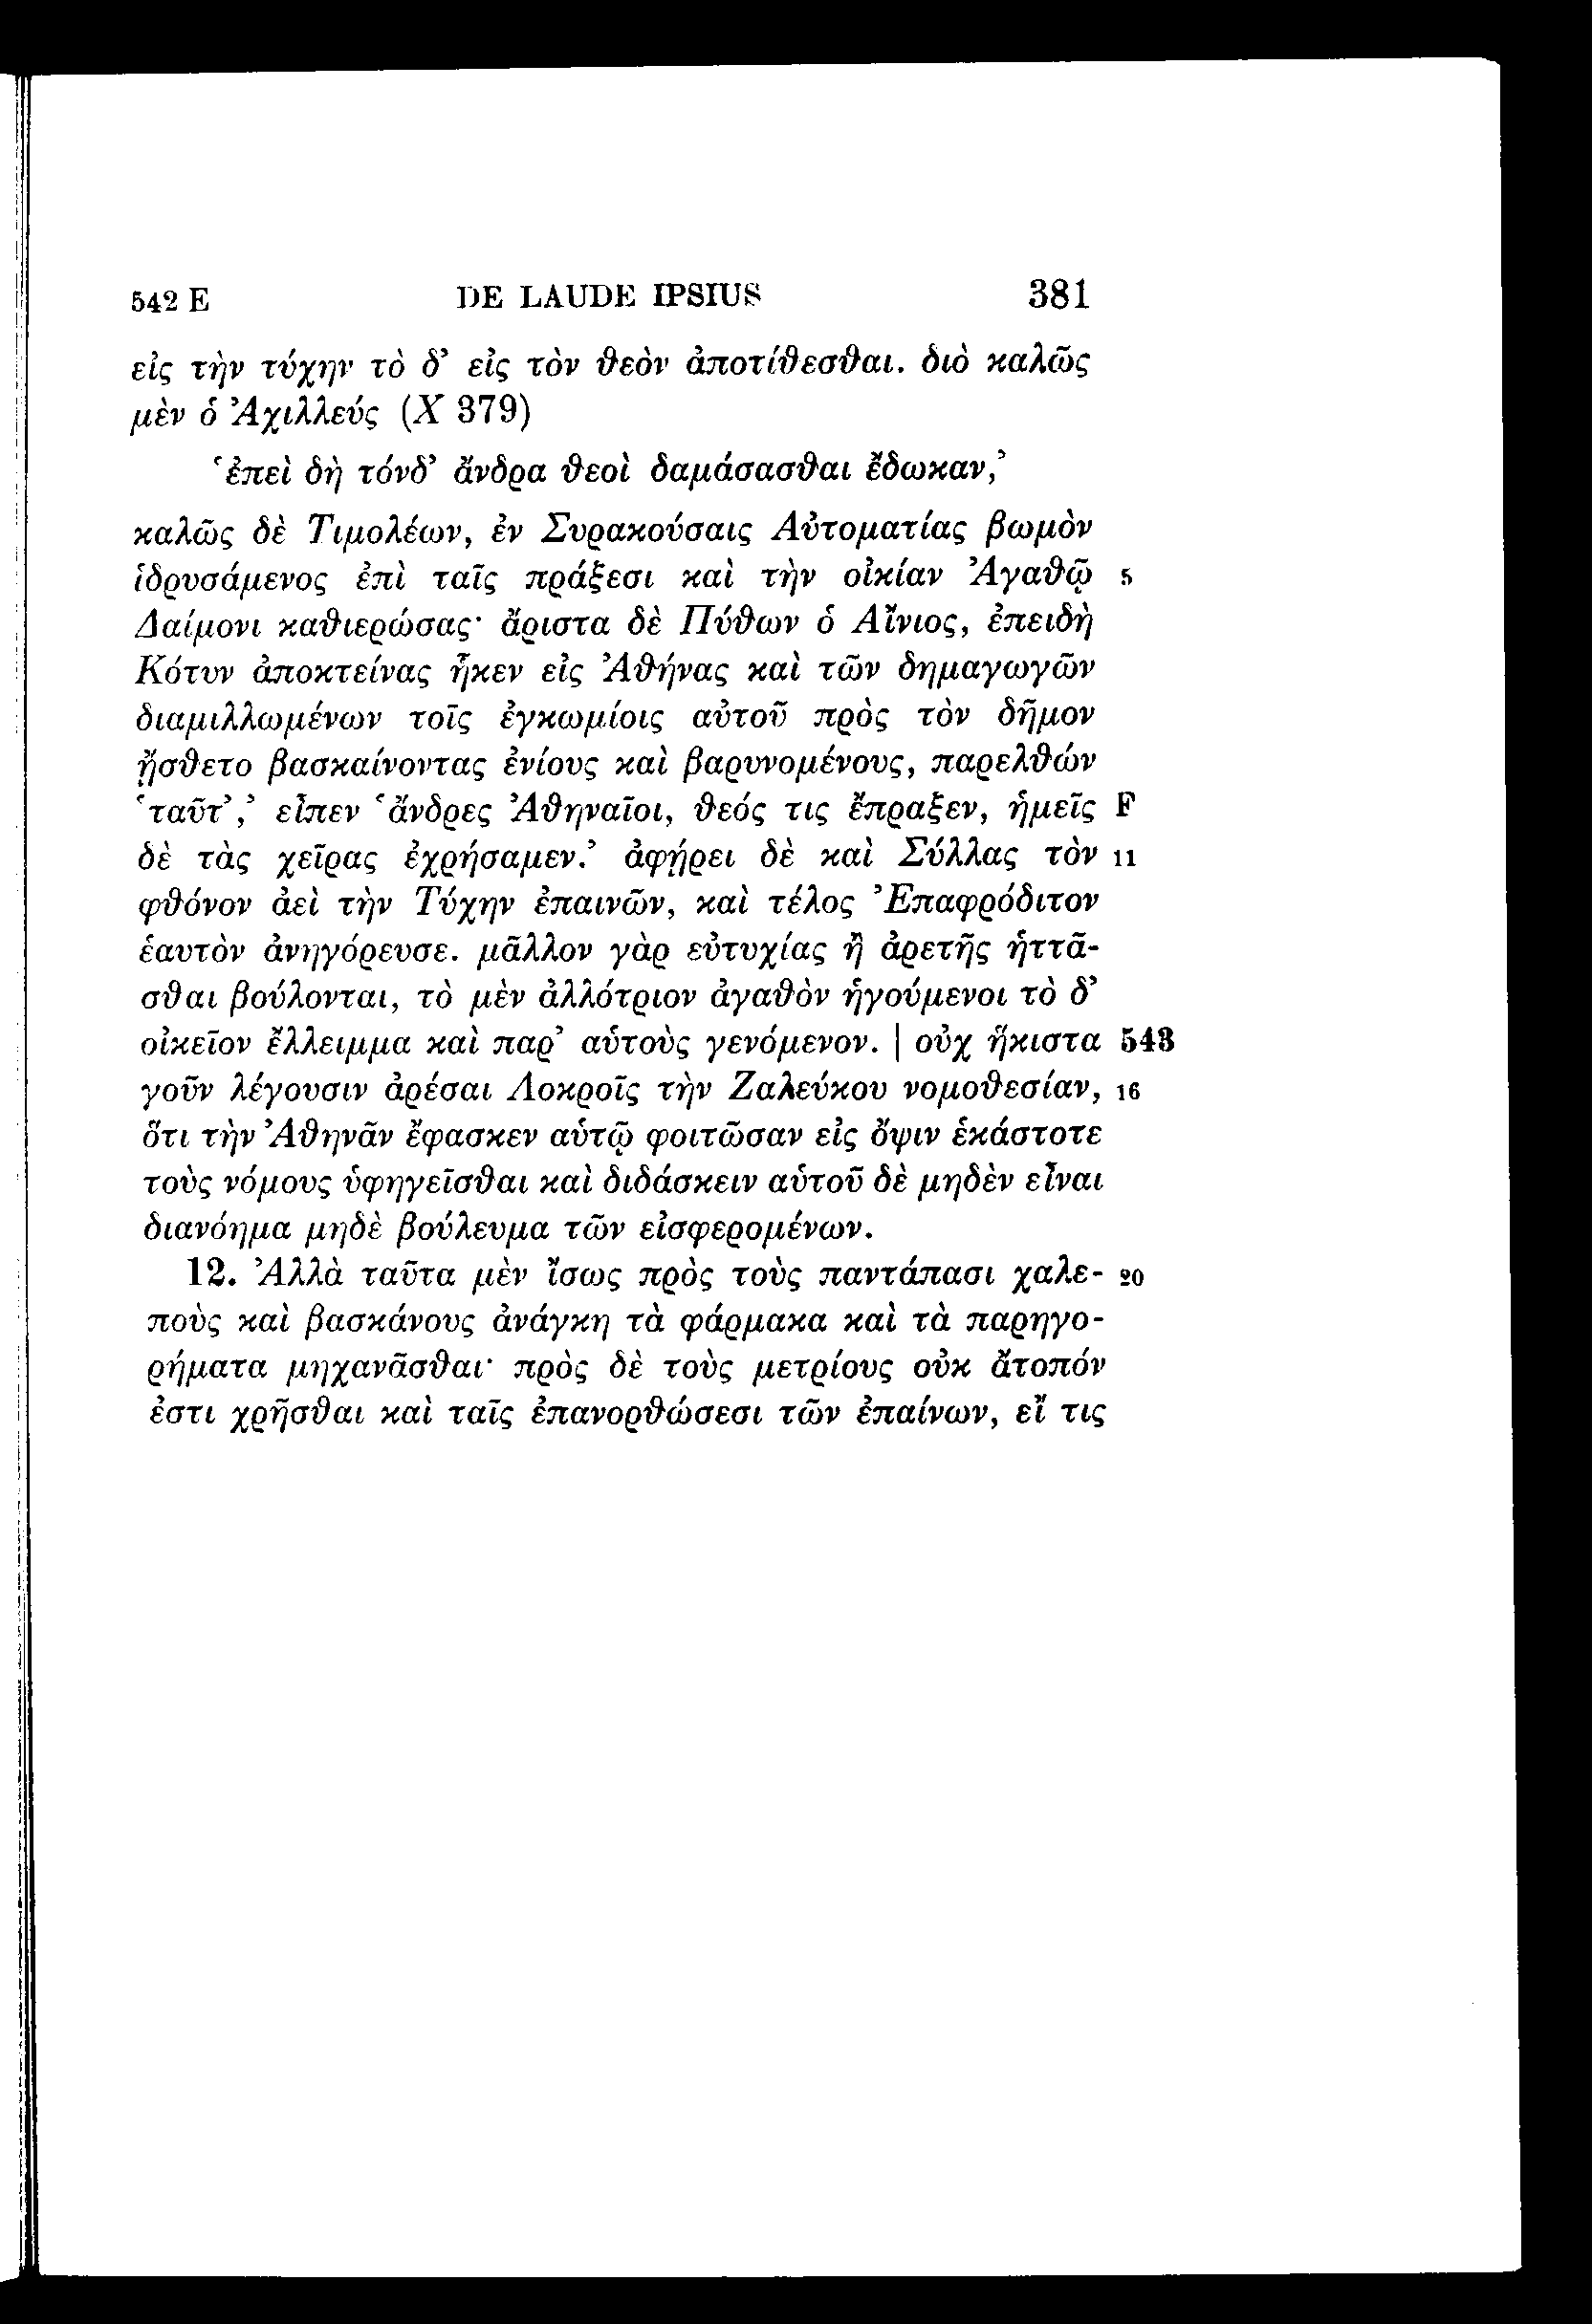 542 E DE LAUDE IPSIUS 381
εἰς τὴν τύχην τὸ δ’ εἰς τὸν θεὸν ἀποτίθεσθαι. διὸ καλῶς
μὲν ὁ Ἀχιλλεύς (Χ 379)
‘ἐπεὶ δὴ τόνδ’ ἄνδρα θεοὶ δαμάσασθαι ἔδωκαν,’
καλῶς δὲ Τιμολέων, ἐν Συρακούσαις Αὐτοματίας βωμὸν
ἱδρυσάμενος ἐπὶ ταῖς πράξεσι καὶ τὴν οἰκίαν Ἀγαθῷ 5
Δαίμονι καθιερώσας· ἄριστα δὲ Πύθων ὁ Αἴνιος, ἐπειδὴ
Κότυν ἀποκτείνας ἧκεν εἰς Ἀθήνας καὶ τῶν δημαγωγῶν
διαμιλλωμένων τοῖς ἐγκωμίοις αὐτοῦ πρὸς τὸν δῆμον
ᾔσθετο βασκαίνοντας ἐνίους καὶ βαρυνομένους, παρελθών
‘ταῦτ’,’ εἶπεν ‘ἄνδρες Ἀθηναῖοι, θεός τις ἔπραξεν, ἡμεῖς F
δὲ τὰς χεῖρας ἐχρήσαμεν.’ ἀφῄρει δὲ καὶ Σύλλας τὸν 11
φθόνον ἀεὶ τὴν Τύχην ἐπαινῶν, καὶ τέλος Ἐπαφρόδιτον
ἑαυτὸν ἀνηγόρευσε. μᾶλλον γὰρ εὐτυχίας ἢ ἀρετῆς ἡττᾶ-
σθαι βούλονται, τὸ μὲν ἀλλότριον ἀγαθὸν ἡγούμενοι τὸ δ’
οἰκεῖον ἔλλειμμα καὶ παρ’ αὑτοὺς γενόμενον. | οὐχ ἥκιστα 543
γοῦν λέγουσιν ἀρέσαι Λοκροῖς τὴν Ζαλεύκου νομοθεσίαν, 16
ὅτι τὴν Ἀθηνᾶν ἔφασκεν αὑτῷ φοιτῶσαν εἰς ὄψιν ἑκάστοτε
τοὺς νόμους ὑφηγεῖσθαι καὶ διδάσκειν αὑτοῦ δὲ μηδὲν εἶναι
διανόημα μηδὲ βούλευμα τῶν εἰσφερομένων.
12. Ἀλλὰ ταῦτα μὲν ἴσως πρὸς τοὺς παντάπασι χαλε- 20
ποὺς καὶ βασκάνους ἀνάγκη τὰ φάρμακα καὶ τὰ παρηγο-
ρήματα μηχανᾶσθαι· πρὸς δὲ τοὺς μετρίους οὐκ ἄτοπόν
ἐστι χρῆσθαι καὶ ταῖς ἐπανορθώσεσι τῶν ἐπαίνων, εἴ τις